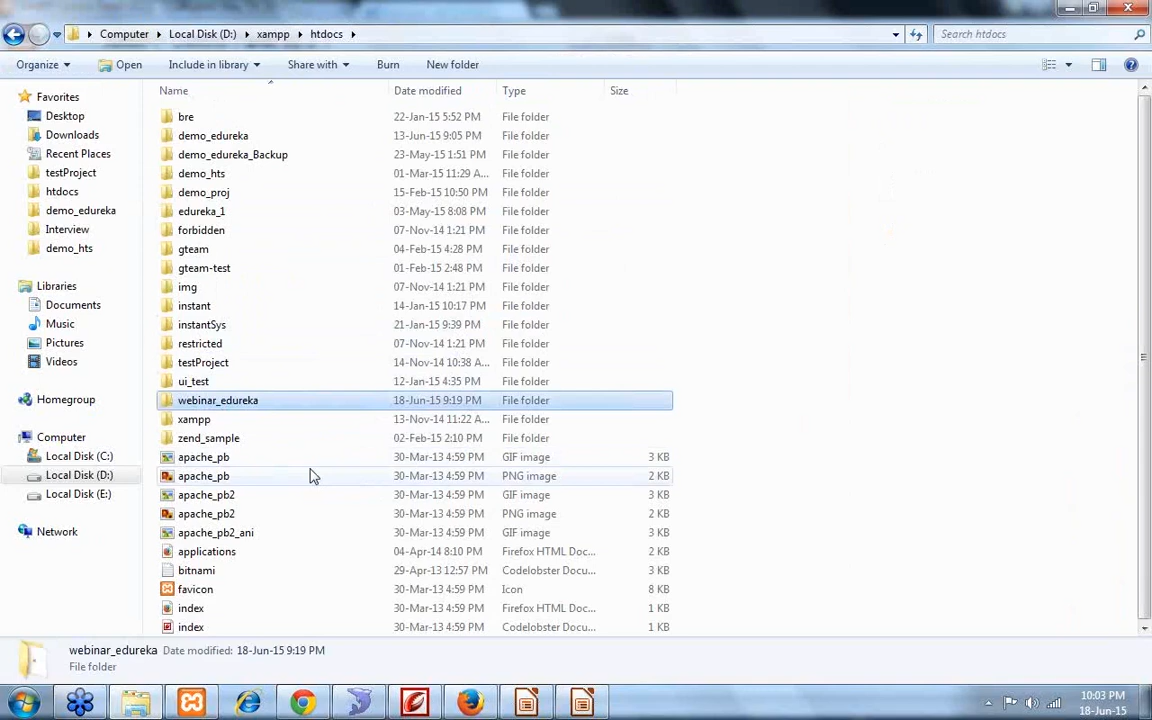 Computer Local Disk (D:) xampp htdocs
Search htdocs
Organize Open Include in library Share with Burn New folder
Name Date modified Type Size
Favorites
Desktop
Downloads
Recent Places
testProject
htdocs
demo_edureka
Interview
demo_hts
Libraries
Documents
Music
Pictures
Videos
Homegroup
Computer
Local Disk (C:)
Local Disk (D:)
Local Disk (E:)
Network
bre 22-Jan-15 5:52 PM File folder
demo_edureka 13-Jun-15 9:05 PM File folder
demo_edureka_Backup 23-May-15 1:51 PM File folder
demo_hts 01-Mar-15 11:29 A... File folder
demo_proj 15-Feb-15 10:50 PM File folder
edureka_1 03-May-15 8:08 PM File folder
forbidden 07-Nov-14 1:21 PM File folder
gteam 04-Feb-15 4:28 PM File folder
gteam-test 01-Feb-15 2:48 PM File folder
img 07-Nov-14 1:21 PM File folder
instant 14-Jan-15 10:17 PM File folder
instantSys 21-Jan-15 9:39 PM File folder
restricted 07-Nov-14 1:21 PM File folder
testProject 14-Nov-14 10:38 A... File folder
ui_test 12-Jan-15 4:35 PM File folder
webinar_edureka 18-Jun-15 9:19 PM File folder
xampp 13-Nov-14 11:22 A... File folder
zend_sample 02-Feb-15 2:10 PM File folder
apache_pb 30-Mar-13 4:59 PM GIF image 3 KB
apache_pb 30-Mar-13 4:59 PM PNG image 2 KB
apache_pb2 30-Mar-13 4:59 PM GIF image 3 KB
apache_pb2 30-Mar-13 4:59 PM PNG image 2 KB
apache_pb2_ani 30-Mar-13 4:59 PM GIF image 3 KB
applications 04-Apr-14 8:10 PM Firefox HTML Doc... 2 KB
bitnami 29-Apr-13 12:57 PM Codelobster Docu... 3 KB
favicon 30-Mar-13 4:59 PM Icon 8 KB
index 30-Mar-13 4:59 PM Firefox HTML Doc... 1 KB
index 30-Mar-13 4:59 PM Codelobster Docu... 1 KB
webinar_edureka Date modified: 18-Jun-15 9:19 PM
File folder
10:03 PM
18-Jun-15